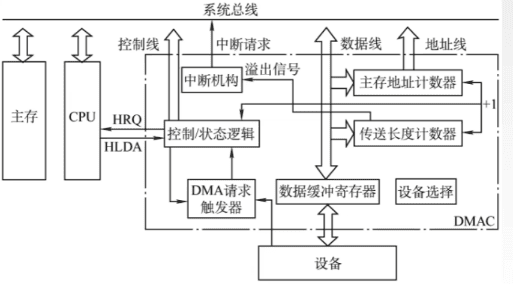 系统总线
控制线
中断请求
数据线
地址线
溢出信号
中断机构
主存地址计数器
主存
CPU
HRQ
HLDA
控制/状态逻辑
传送长度计数器
+1
DMA请求
触发器
数据缓冲寄存器
设备选择
DMAC
设备